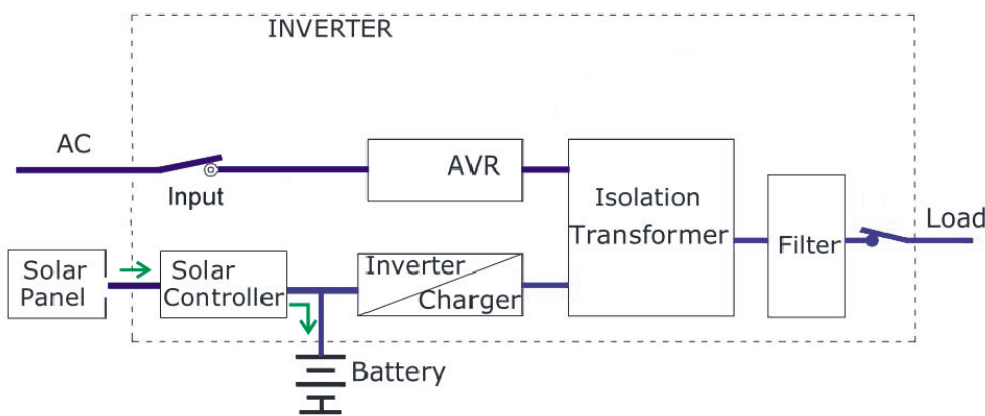 INVERTER
AC
Input
AVR
Isolation
Transformer
Filter
Load
Solar
Panel
Solar
Controller
Inverter
Charger
Battery